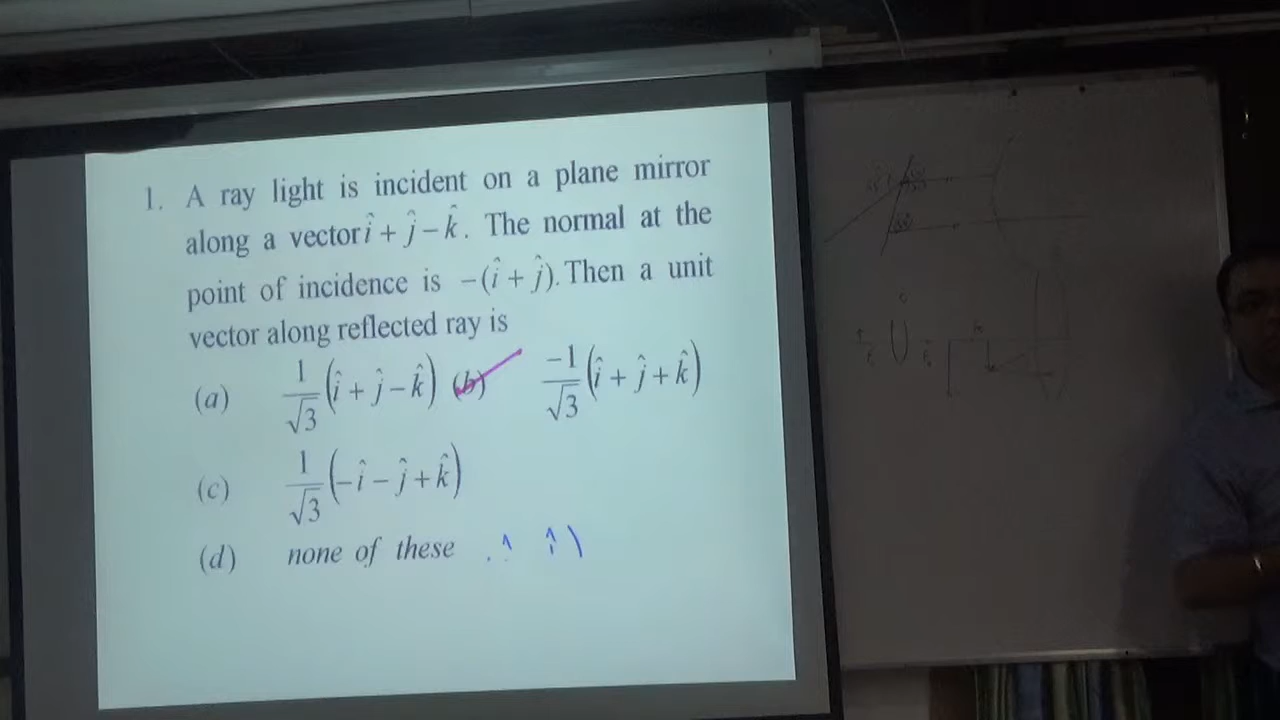 1. A ray light is incident on a plane mirror
along a vector î + ĵ − k̂. The normal at the
point of incidence is −(î + ĵ). Then a unit
vector along reflected ray is
(a) 1/√3 (î + ĵ − k̂) (b) −1/√3 (î + ĵ + k̂)
(c) 1/√3 (−î − ĵ + k̂)
(d) none of these